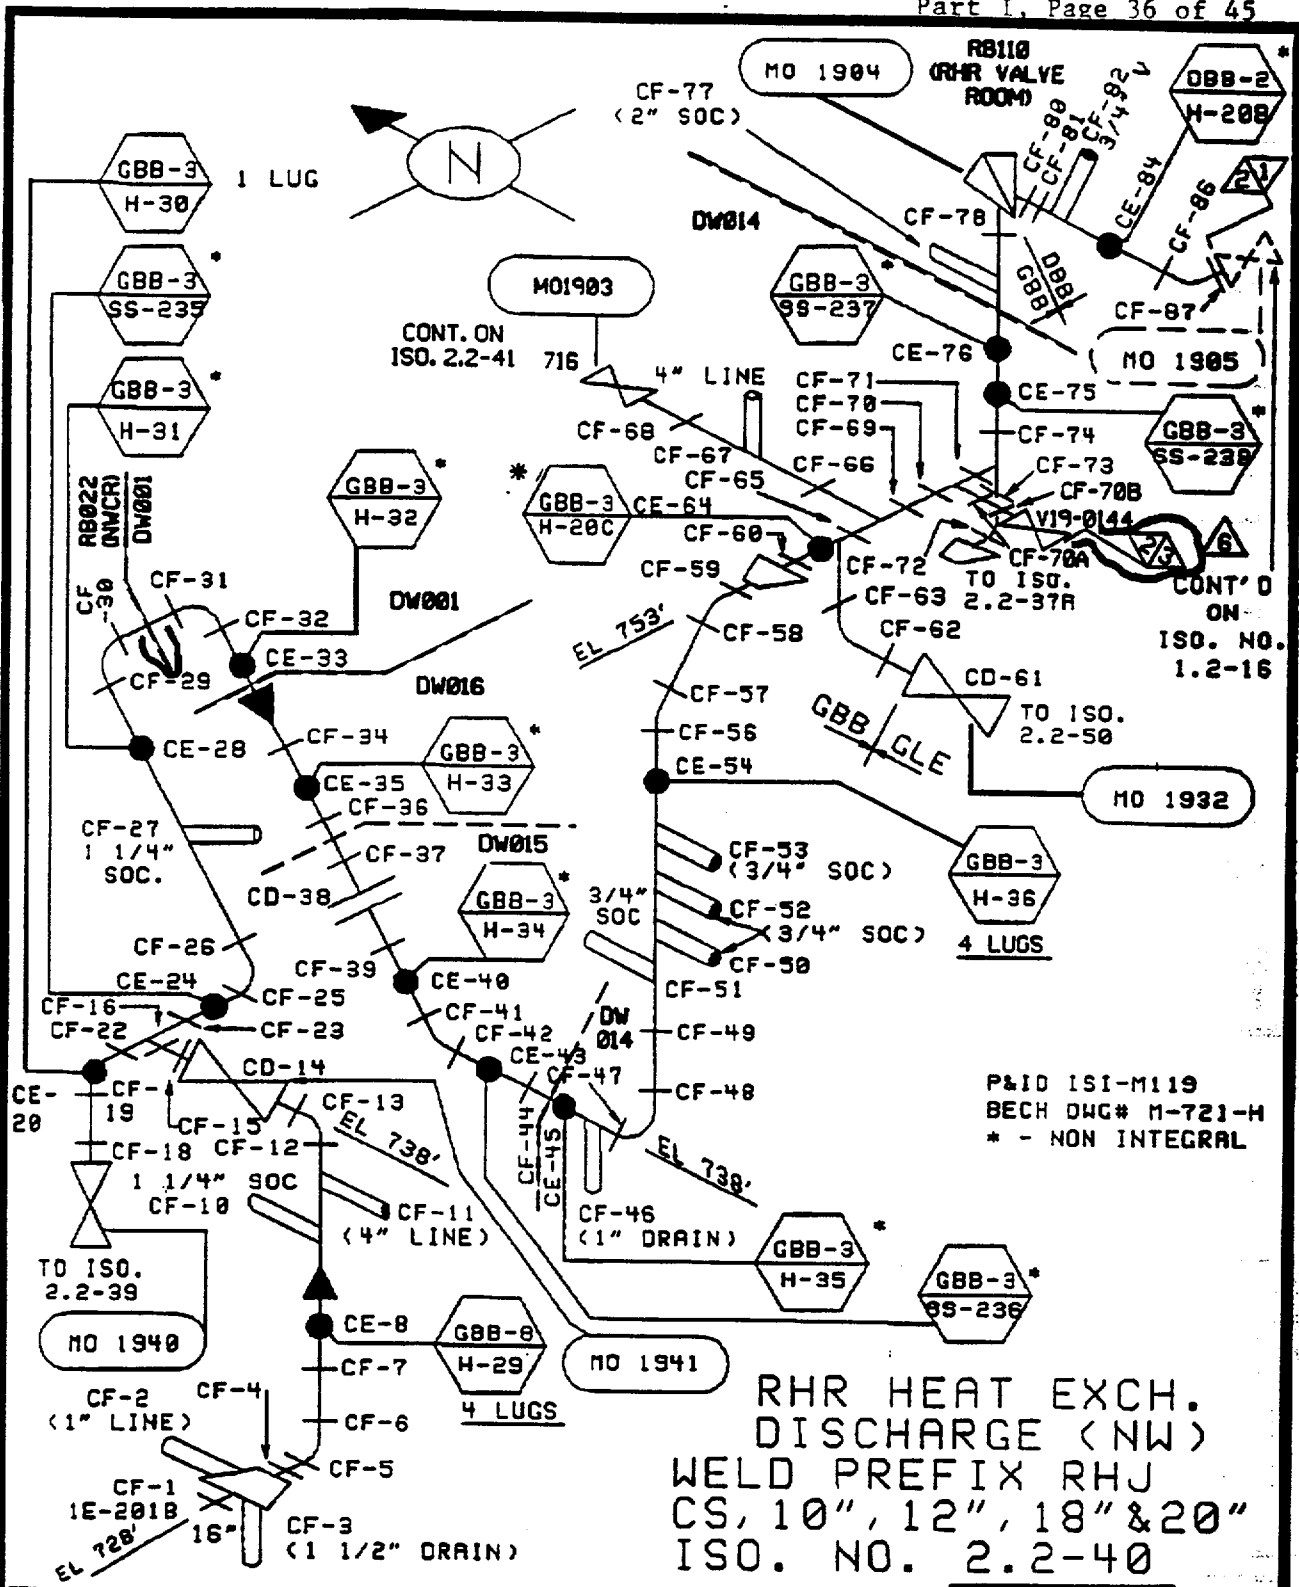 Part I, Page 36 of 45
RB110
(RHR VALVE
ROOM)
MO 1904
DBB-2
*
H-20B
CF-77
(2" SOC)
CF-80
CF-81
CF-82
3/4" V
CE-84
CF-86
2
1
GBB-3
H-30
1 LUG
N
DW014
CF-78
DBB
GBB
CF-87
GBB-3
*
SS-235
MO1903
GBB-3
*
SS-237
CE-76
MO 1905
CONT. ON
ISO. 2.2-41
716
4" LINE
CF-71
CF-70
CF-69
CE-75
GBB-3
*
H-31
CF-68
CF-67
CF-66
CF-65
CF-74
GBB-3
*
SS-238
CF-73
CF-70B
RB022
(NWCR)
DW001
GBB-3
*
H-32
*
GBB-3
H-20C
CE-64
CF-60
V19-0144
2
3
6
CF-72
CF-70A
TO ISO.
2.2-37A
CONT'D
ON
ISO. NO.
1.2-16
CF
-30
CF-31
CF-32
CE-33
DW001
CF-59
CF-63
CF-62
EL 753'
CF-58
CF-29
DW016
CF-57
CD-61
CE-28
CF-34
GBB-3
*
H-33
CF-56
GBB
GLE
TO ISO.
2.2-50
CE-35
CE-54
MO 1932
CF-36
CF-27
1 1/4"
SOC.
CF-37
DW015
CF-53
(3/4" SOC)
GBB-3
H-36
CD-38
GBB-3
*
H-34
3/4"
SOC
CF-52
(3/4" SOC)
CF-50
4 LUGS
CF-26
CF-39
CE-24
CF-25
CE-40
CF-51
CF-16
CF-22
CF-23
CF-41
CF-42
DW
014
CF-49
CD-14
CE-43
CF-47
CF-48
P&ID ISI-M119
BECH DWG# M-721-H
* - NON INTEGRAL
CE-
20
CF-
19
CF-15
CF-13
CF-12
EL 738'
CF-44
CE-45
EL 738'
CF-18
1 1/4" SOC
CF-10
CF-11
(4" LINE)
CF-46
(1" DRAIN)
GBB-3
*
H-35
TO ISO.
2.2-39
GBB-3
*
SS-236
MO 1940
CE-8
GBB-8
H-29
MO 1941
CF-7
4 LUGS
CF-2
(1" LINE)
CF-4
CF-6
CF-5
CF-1
1E-201B
16"
EL 728'
CF-3
(1 1/2" DRAIN)
RHR HEAT EXCH.
DISCHARGE (NW)
WELD PREFIX RHJ
CS, 10", 12", 18"&20"
ISO. NO. 2.2-40